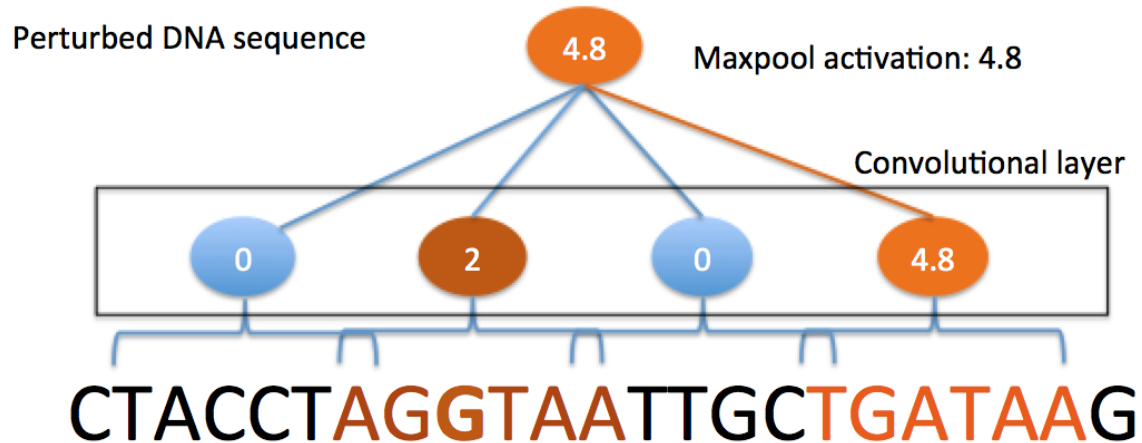 Perturbed DNA sequence
4.8
Maxpool activation: 4.8
Convolutional layer
0
2
0
4.8
CTACCTAGGTAATTGCTGATAAG